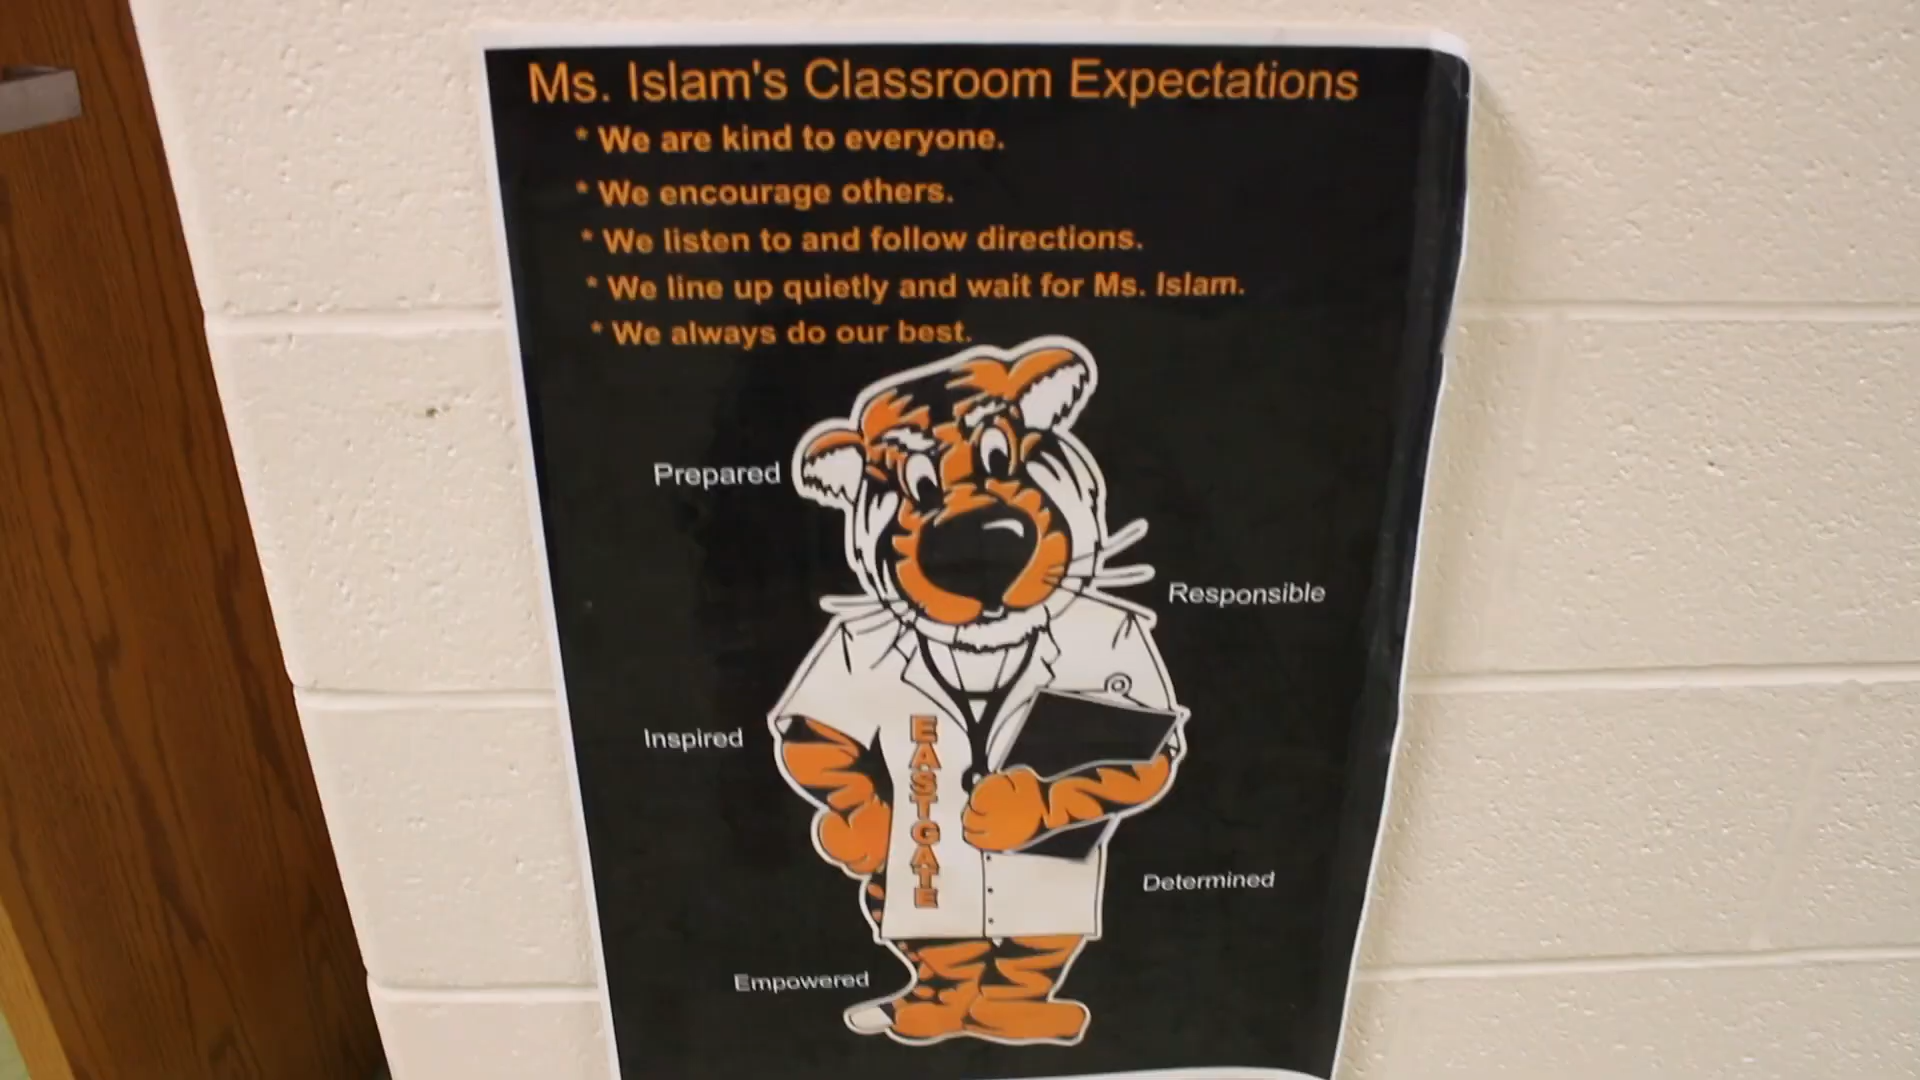 Ms. Islam's Classroom Expectations
* We are kind to everyone.
* We encourage others.
* We listen to and follow directions.
* We line up quietly and wait for Ms. Islam.
* We always do our best.
Prepared
Responsible
Inspired
EASTGATE
Determined
Empowered